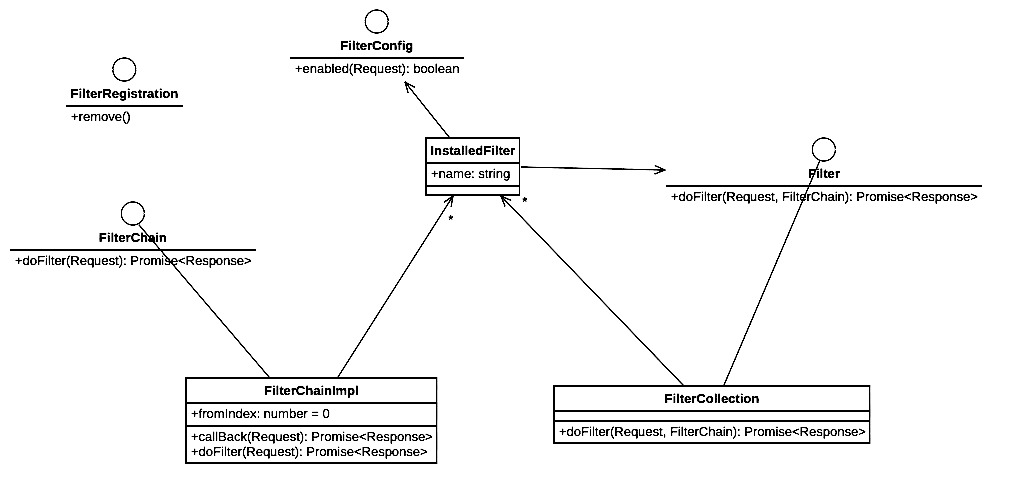 FilterConfig
+enabled(Request): boolean
FilterRegistration
+remove()
InstalledFilter
+name: string
Filter
+doFilter(Request, FilterChain): Promise<Response>
*
*
FilterChain
+doFilter(Request): Promise<Response>
FilterChainImpl
+fromIndex: number = 0
+callBack(Request): Promise<Response>
+doFilter(Request): Promise<Response>
FilterCollection
+doFilter(Request, FilterChain): Promise<Response>